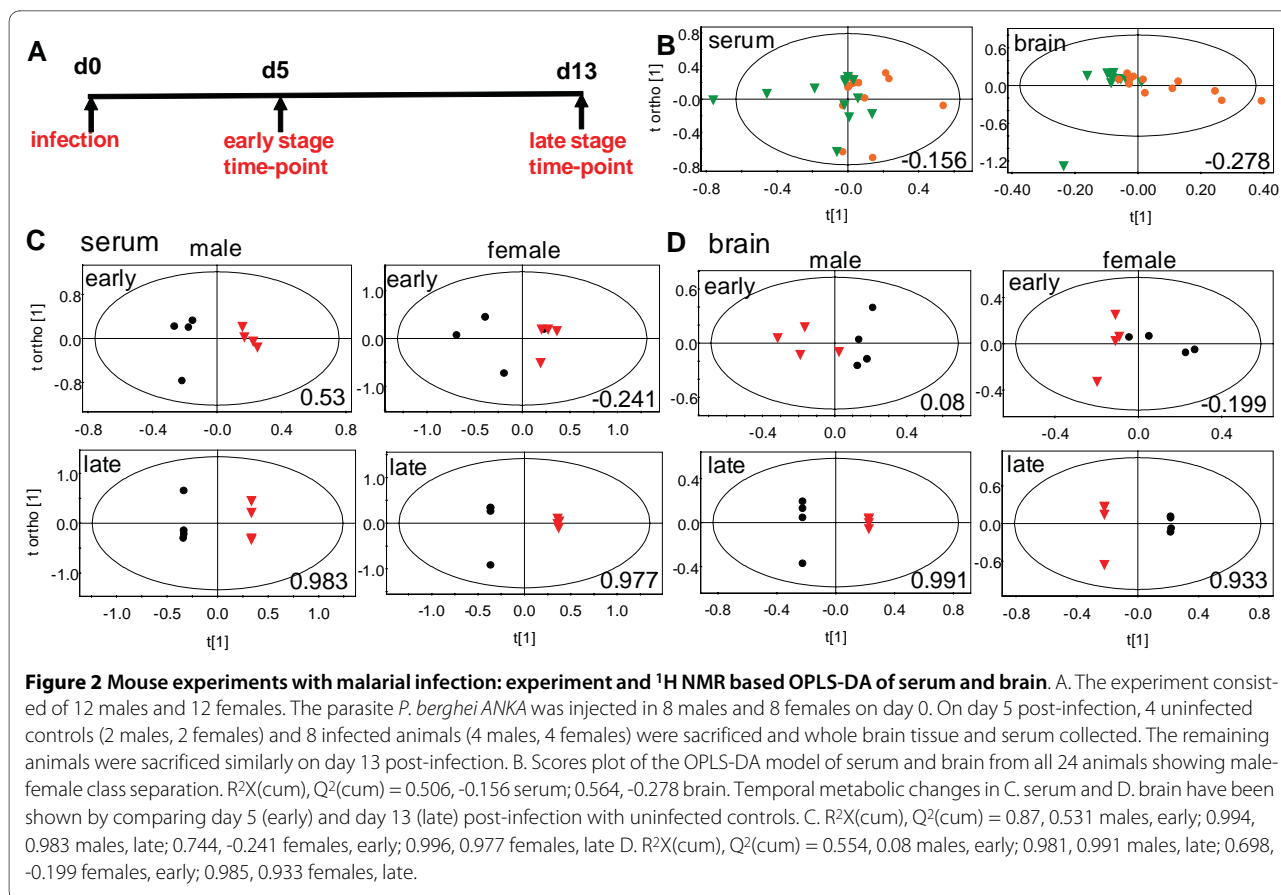 A
d0 d5 d13
infection
early stage
time-point
late stage
time-point
B
serum
0.8
0.4
-0.0
-0.4
-0.8
t ortho [1]
-0.156
-0.8 -0.4 -0.0 0.4
t[1]
brain
0.6
-0.0
-0.6
-1.2
-0.278
-0.40 -0.20 -0.00 0.20 0.40
t[1]
C serum
male
early
0.8
0.0
-0.8
t ortho [1]
0.53
-0.8 -0.4 0.0 0.4 0.8
female
early
1.0
0.0
-1.0
-0.241
-1.0 -0.5 0.0 0.5 1.0
late
1.0
0.0
-1.0
t ortho [1]
0.983
-1.0 -0.5 0.0 0.5 1.0
t[1]
late
1.0
0.0
-1.0
0.977
-1.0 -0.5 0.0 0.5 1.0
t[1]
D brain
male
early
0.6
0.0
-0.6
t ortho [1]
0.08
-0.4 -0.0 0.4
female
early
0.4
0.0
-0.4
-0.199
-0.4 0.0 0.4
late
0.4
-0.0
-0.4
t ortho [1]
0.991
-0.8 -0.4 -0.0 0.4 0.8
t[1]
late
0.6
0.0
-0.6
0.933
-0.8 -0.4 -0.0 0.4 0.8
t[1]
Figure 2 Mouse experiments with malarial infection: experiment and ¹H NMR based OPLS-DA of serum and brain. A. The experiment consist-
ed of 12 males and 12 females. The parasite P. berghei ANKA was injected in 8 males and 8 females on day 0. On day 5 post-infection, 4 uninfected
controls (2 males, 2 females) and 8 infected animals (4 males, 4 females) were sacrificed and whole brain tissue and serum collected. The remaining
animals were sacrificed similarly on day 13 post-infection. B. Scores plot of the OPLS-DA model of serum and brain from all 24 animals showing male-
female class separation. R²X(cum), Q²(cum) = 0.506, -0.156 serum; 0.564, -0.278 brain. Temporal metabolic changes in C. serum and D. brain have been
shown by comparing day 5 (early) and day 13 (late) post-infection with uninfected controls. C. R²X(cum), Q²(cum) = 0.87, 0.531 males, early; 0.994,
0.983 males, late; 0.744, -0.241 females, early; 0.996, 0.977 females, late D. R²X(cum), Q²(cum) = 0.554, 0.08 males, early; 0.981, 0.991 males, late; 0.698,
-0.199 females, early; 0.985, 0.933 females, late.